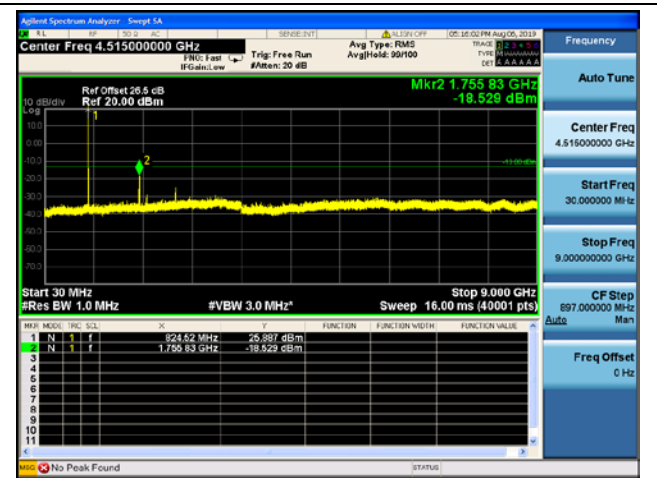 Agilent Spectrum Analyzer - Swept SA
RL RF 50 Ω AC SENSE:INT ALIGN OFF 05:16:02 PM Aug 05, 2019
Center Freq 4.515000000 GHz
PNO: Fast
IFGain:Low
Trig: Free Run
#Atten: 20 dB
Avg Type: RMS
Avg|Hold: 99/100
TRACE 1 2 3 4 5 6
TYPE
DET A A A A A A
Frequency
Auto Tune
Mkr2 1.755 83 GHz
-18.529 dBm
Ref Offset 26.5 dB
10 dB/div Ref 20.00 dBm
Log
10.0
0.00
-10.0
-20.0
-30.0
-40.0
-50.0
-60.0
-70.0
1
2
-13.00 dBm
Center Freq
4.515000000 GHz
Start Freq
30.000000 MHz
Stop Freq
9.000000000 GHz
Start 30 MHz Stop 9.000 GHz
#Res BW 1.0 MHz #VBW 3.0 MHz* Sweep 16.00 ms (40001 pts)
CF Step
897.000000 MHz
Auto Man
MKR MODE TRC SCL X Y FUNCTION FUNCTION WIDTH FUNCTION VALUE
1 N 1 f 824.52 MHz 25.887 dBm
2 N 1 f 1.755 83 GHz -18.529 dBm
3
4
5
6
7
8
9
10
11
Freq Offset
0 Hz
MSG No Peak Found STATUS